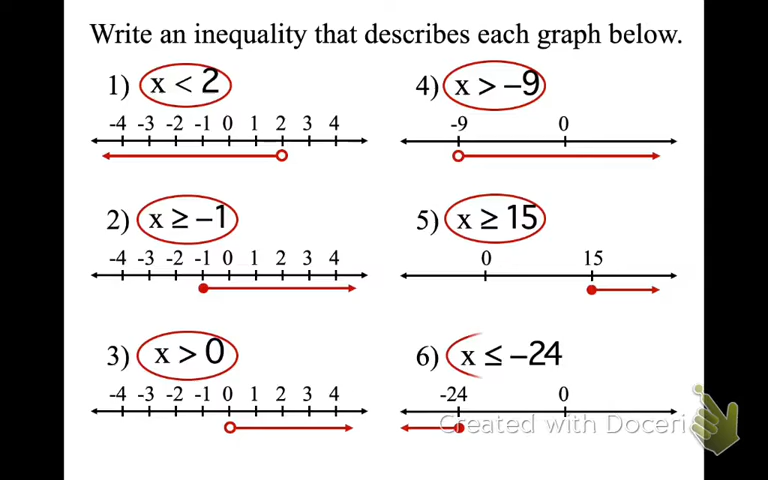 Write an inequality that describes each graph below.
1) x < 2
-4 -3 -2 -1 0 1 2 3 4
2) x ≥ –1
-4 -3 -2 -1 0 1 2 3 4
3) x > 0
-4 -3 -2 -1 0 1 2 3 4
4) x > –9
-9 0
5) x ≥ 15
0 15
6) x ≤ –24
-24 0
Created with Doceri